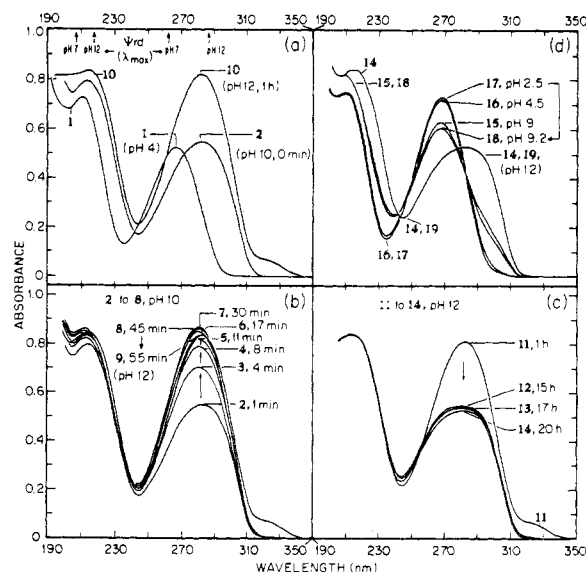 190 230 270 310 350 190 230 270 310 350
Ψrd
pH 7 pH 12 (λmax) pH 7 pH 12
(a)
1.0
0.8
0.6
0.4
0.2
0
10
1
10
(pH 12, 1h)
1
(pH 4)
2
(pH 10, 0 min)
(d)
14
15, 18
17, pH 2.5
16, pH 4.5
15, pH 9
18, pH 9.2
14, 19,
(pH 12)
14, 19
16, 17
ABSORBANCE
(b)
2 to 8, pH 10
0.8
0.6
0.4
0.2
0
7, 30 min
8, 45 min
6, 17 min
5, 11 min
9, 55 min
(pH 12)
4, 8 min
3, 4 min
2, 1 min
(c)
11 to 14, pH 12
11, 1h
12, 15h
13, 17h
14, 20h
11
190 230 270 310 350 190 230 270 310 350
WAVELENGTH (nm)